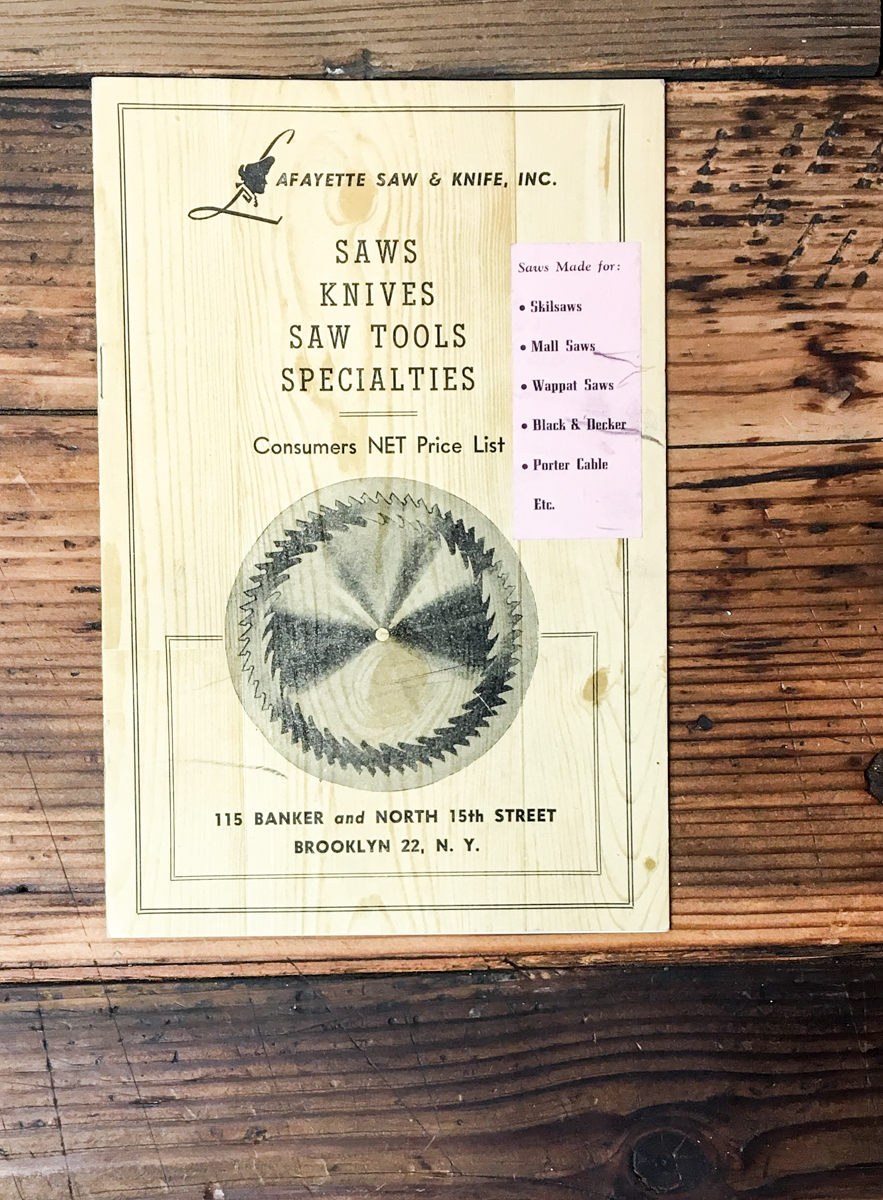 LAFAYETTE SAW & KNIFE, INC.
SAWS
KNIVES
SAW TOOLS
SPECIALTIES
Consumers NET Price List
Saws Made for:
• Skilsaws
• Mall Saws
• Wappat Saws
• Black & Decker
• Porter Cable
Etc.
115 BANKER and NORTH 15th STREET
BROOKLYN 22, N. Y.